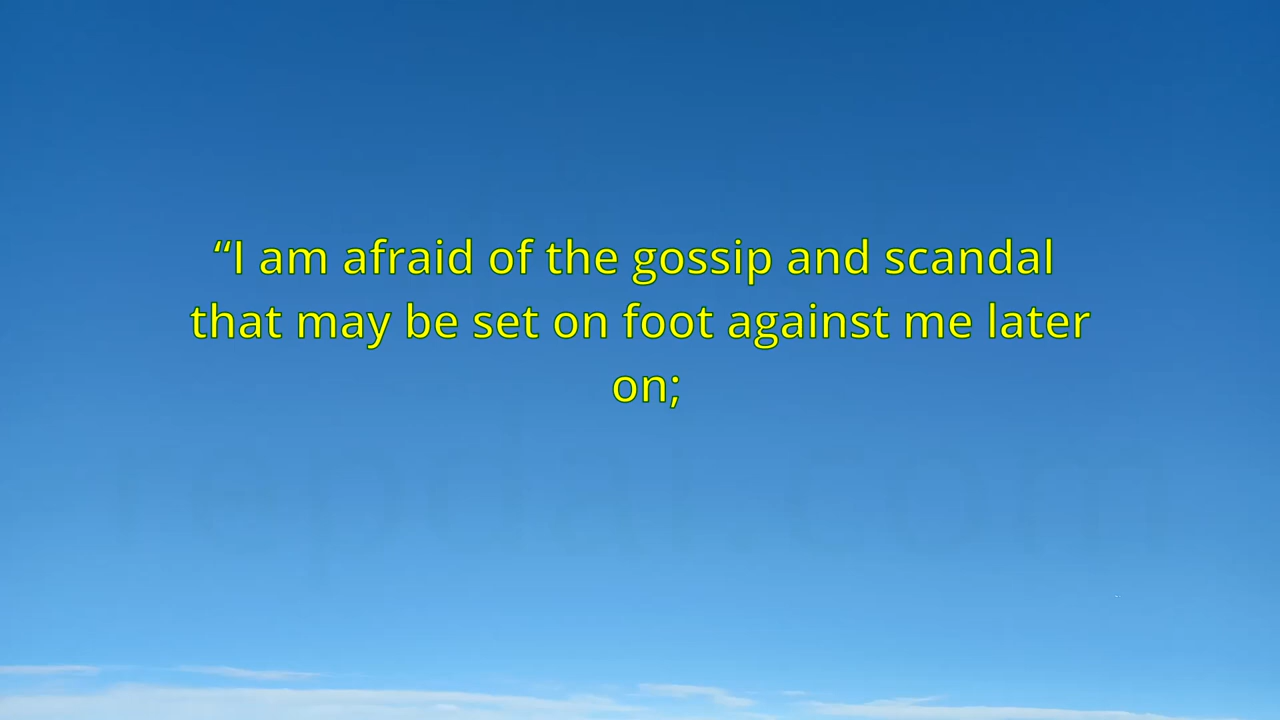 “I am afraid of the gossip and scandal
that may be set on foot against me later
on;